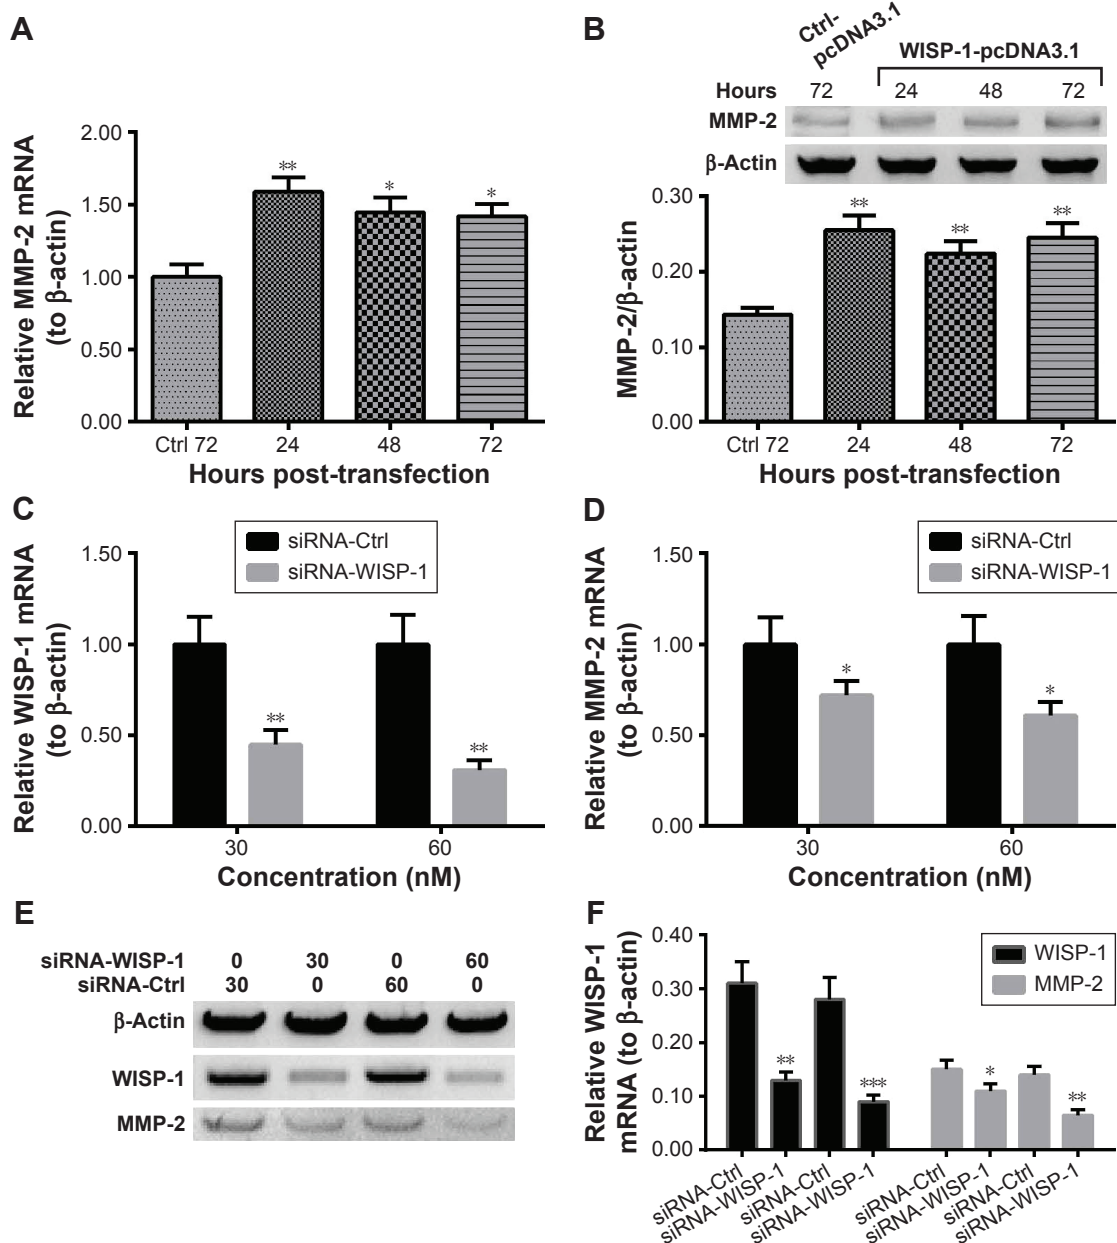 A
Relative MMP-2 mRNA
(to β-actin)
2.00
1.50
1.00
0.50
0.00
**
*
*
Ctrl 72
24
48
72
Hours post-transfection
B
Ctrl-
pcDNA3.1
WISP-1-pcDNA3.1
Hours
72
24
48
72
MMP-2
β-Actin
MMP-2/β-actin
0.30
0.20
0.10
0.00
**
**
**
Ctrl 72
24
48
72
Hours post-transfection
C
siRNA-Ctrl
siRNA-WISP-1
Relative WISP-1 mRNA
(to β-actin)
1.50
1.00
0.50
0.00
**
**
30
60
Concentration (nM)
D
siRNA-Ctrl
siRNA-WISP-1
Relative MMP-2 mRNA
(to β-actin)
1.50
1.00
0.50
0.00
*
*
30
60
Concentration (nM)
E
siRNA-WISP-1 0 30 0 60
siRNA-Ctrl 30 0 60 0
β-Actin
WISP-1
MMP-2
F
WISP-1
MMP-2
Relative WISP-1
mRNA (to β-actin)
0.40
0.30
0.20
0.10
0.00
**
***
*
**
siRNA-Ctrl
siRNA-WISP-1
siRNA-Ctrl
siRNA-WISP-1
siRNA-Ctrl
siRNA-WISP-1
siRNA-Ctrl
siRNA-WISP-1